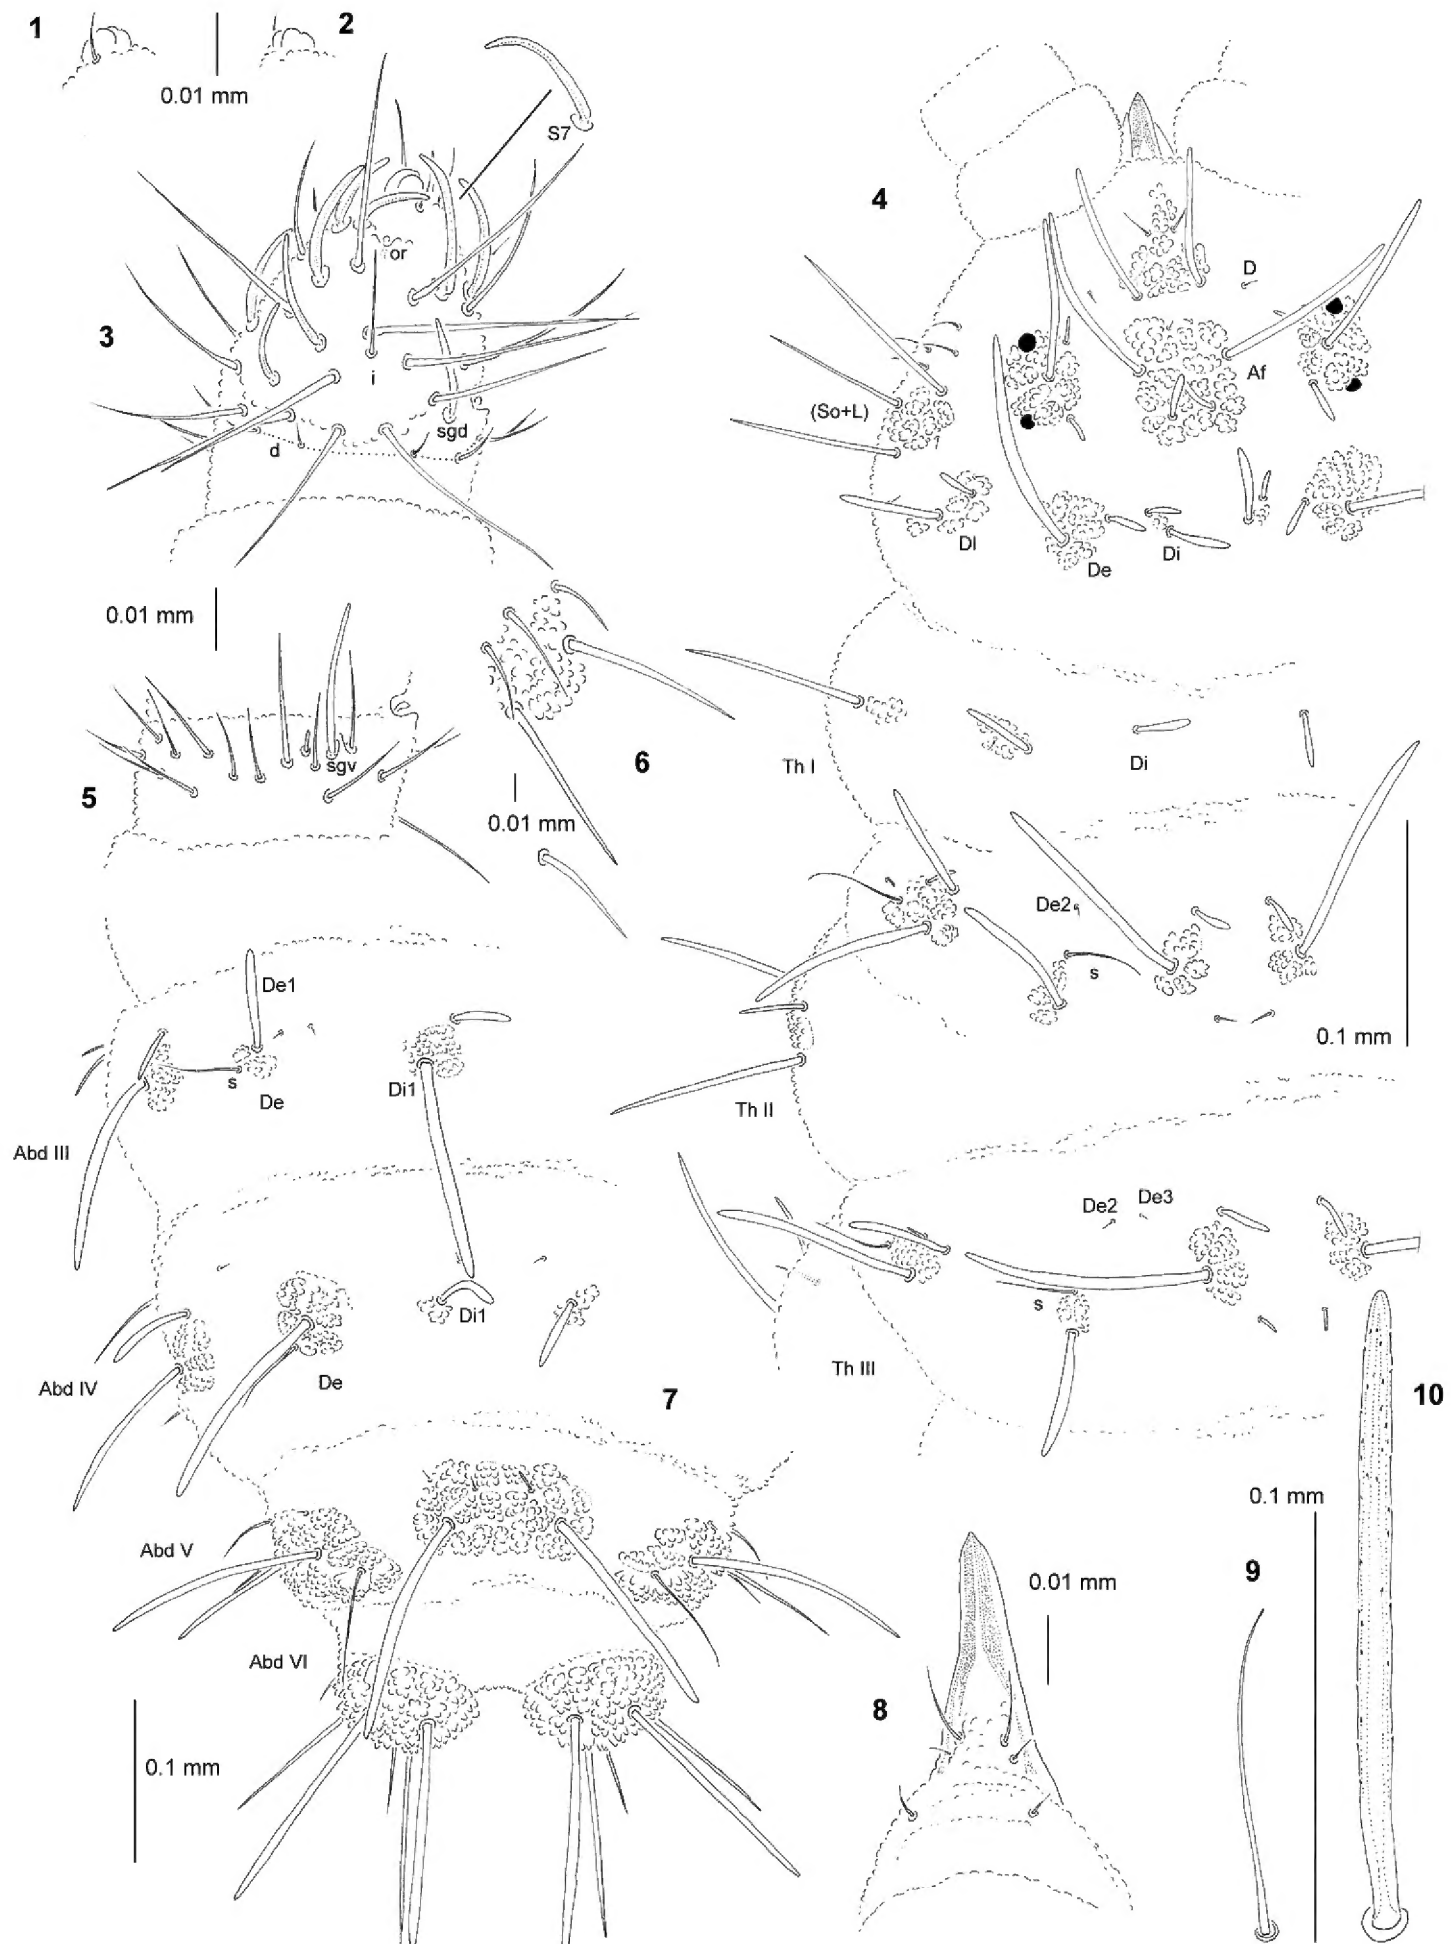 1
2
0.01 mm
S7
or
3
i
sgd
d
4
D
Af
(So+L)
Dl
De
Di
0.01 mm
sgv
5
6
0.01 mm
Th I
Di
De2
s
0.1 mm
Th II
De1
s
De
Di1
Abd III
Di1
De
Abd IV
De2
De3
s
Th III
7
10
0.1 mm
Abd V
Abd VI
0.1 mm
8
0.01 mm
9